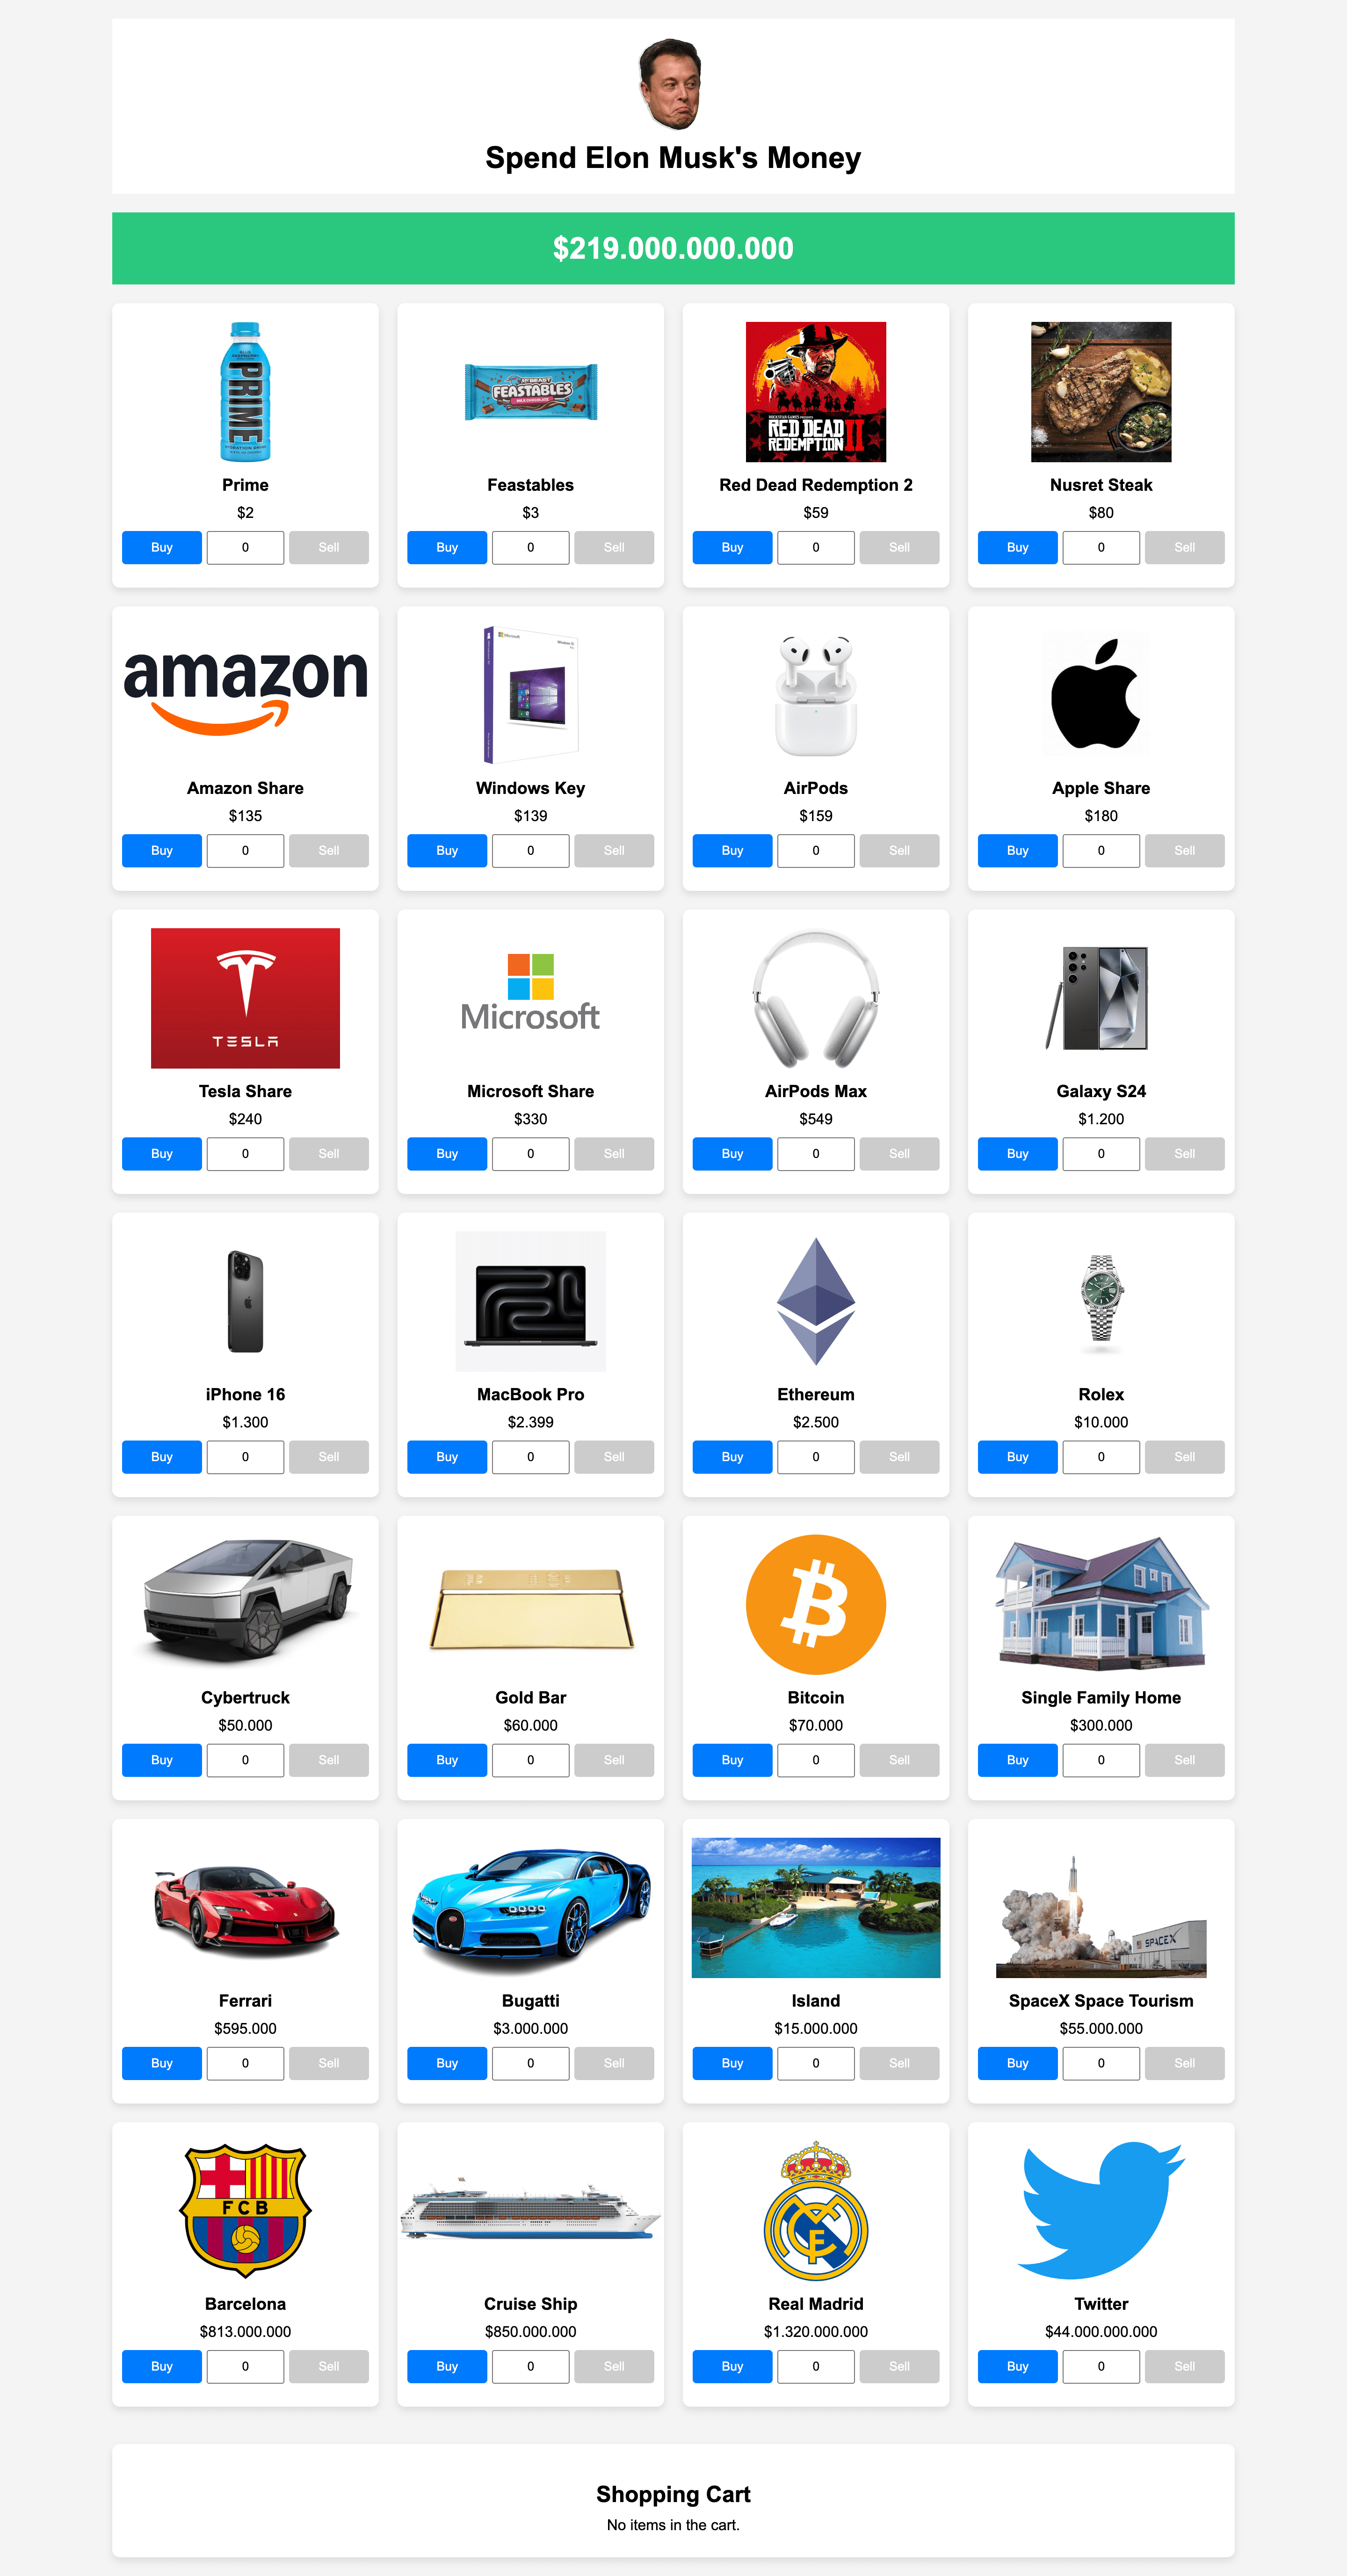 Spend Elon Musk's Money
$219.000.000.000
PRIME
MRBEAST
FEASTABLES
MILK CHOCOLATE
ROCKSTAR GAMES PRESENTS
RED DEAD
REDEMPTION II
Prime
Feastables
Red Dead Redemption 2
Nusret Steak
$2
$3
$59
$80
Buy 0 Sell
Buy 0 Sell
Buy 0 Sell
Buy 0 Sell
amazon
Microsoft
Amazon Share
Windows Key
AirPods
Apple Share
$135
$139
$159
$180
Buy 0 Sell
Buy 0 Sell
Buy 0 Sell
Buy 0 Sell
TESLA
Microsoft
Tesla Share
Microsoft Share
AirPods Max
Galaxy S24
$240
$330
$549
$1.200
Buy 0 Sell
Buy 0 Sell
Buy 0 Sell
Buy 0 Sell
iPhone 16
MacBook Pro
Ethereum
Rolex
$1.300
$2.399
$2.500
$10.000
Buy 0 Sell
Buy 0 Sell
Buy 0 Sell
Buy 0 Sell
Cybertruck
Gold Bar
Bitcoin
Single Family Home
$50.000
$60.000
$70.000
$300.000
Buy 0 Sell
Buy 0 Sell
Buy 0 Sell
Buy 0 Sell
SPACEX
Ferrari
Bugatti
Island
SpaceX Space Tourism
$595.000
$3.000.000
$15.000.000
$55.000.000
Buy 0 Sell
Buy 0 Sell
Buy 0 Sell
Buy 0 Sell
FCB
Barcelona
Cruise Ship
Real Madrid
Twitter
$813.000.000
$850.000.000
$1.320.000.000
$44.000.000.000
Buy 0 Sell
Buy 0 Sell
Buy 0 Sell
Buy 0 Sell
Shopping Cart
No items in the cart.